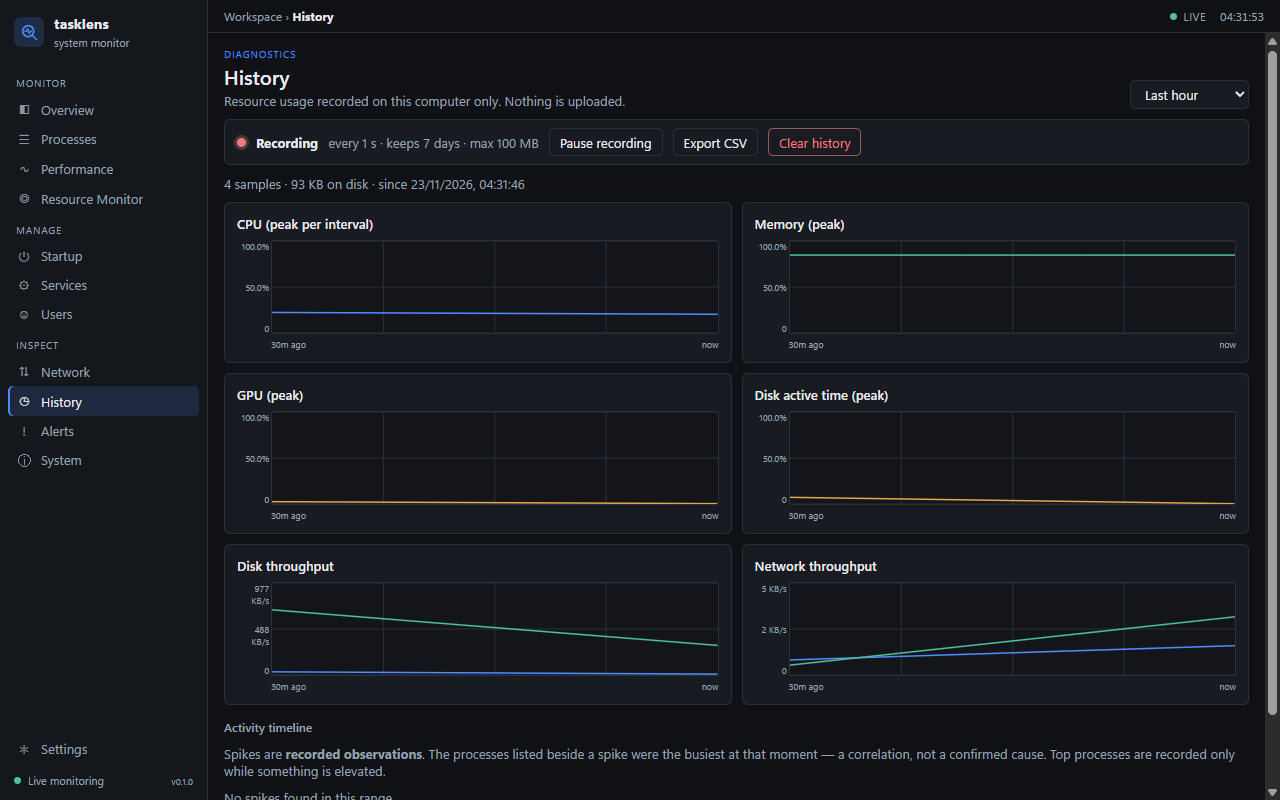 tasklens
system monitor
MONITOR
Overview
Processes
Performance
Resource Monitor
MANAGE
Startup
Services
Users
INSPECT
Network
History
Alerts
System
Settings
Live monitoring
v0.1.0
Workspace › History
LIVE 04:31:53
DIAGNOSTICS
History
Resource usage recorded on this computer only. Nothing is uploaded.
Last hour
Recording every 1 s · keeps 7 days · max 100 MB Pause recording Export CSV Clear history
4 samples · 93 KB on disk · since 23/11/2026, 04:31:46
CPU (peak per interval)
100.0%
50.0%
0
30m ago now
Memory (peak)
100.0%
50.0%
0
30m ago now
GPU (peak)
100.0%
50.0%
0
30m ago now
Disk active time (peak)
100.0%
50.0%
0
30m ago now
Disk throughput
977
KB/s
488
KB/s
0
30m ago now
Network throughput
5 KB/s
2 KB/s
0
30m ago now
Activity timeline
Spikes are recorded observations. The processes listed beside a spike were the busiest at that moment — a correlation, not a confirmed cause. Top processes are recorded only
while something is elevated.
No spikes found in this range